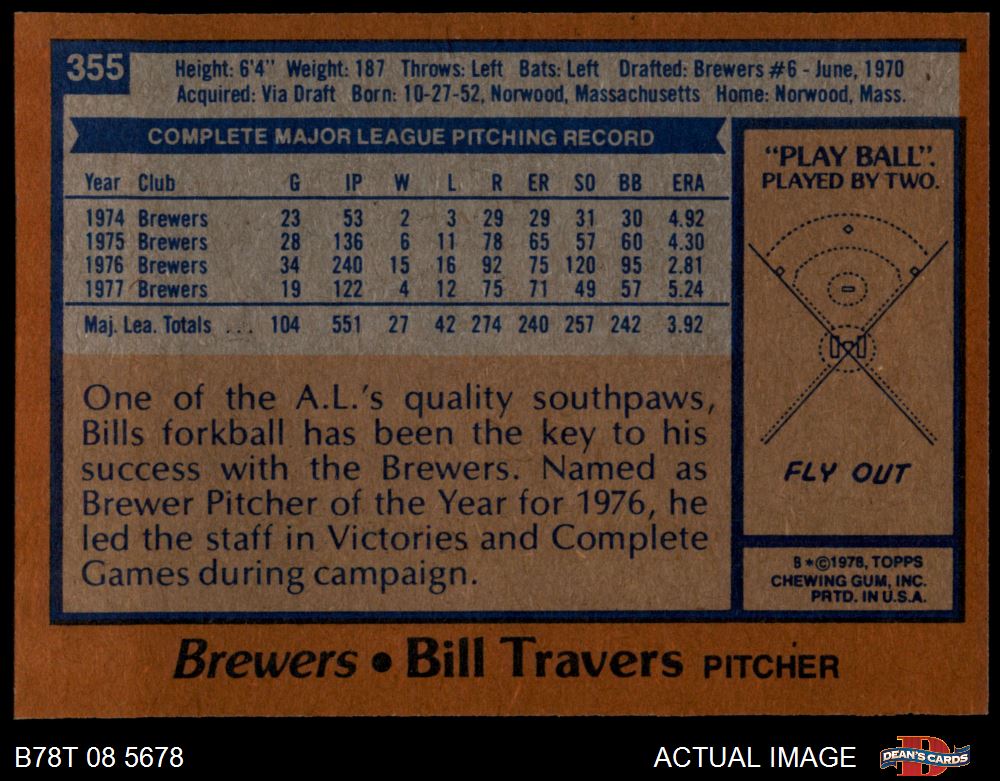 355
Height: 6'4" Weight: 187 Throws: Left Bats: Left Drafted: Brewers #6 - June, 1970
Acquired: Via Draft Born: 10-27-52, Norwood, Massachusetts Home: Norwood, Mass.
COMPLETE MAJOR LEAGUE PITCHING RECORD
Year Club G IP W L R ER SO BB ERA
1974 Brewers 23 53 2 3 29 29 31 30 4.92
1975 Brewers 28 136 6 11 78 65 57 60 4.30
1976 Brewers 34 240 15 16 92 75 120 95 2.81
1977 Brewers 19 122 4 12 75 71 49 57 5.24
Maj. Lea. Totals ... 104 551 27 42 274 240 257 242 3.92
One of the A.L.'s quality southpaws,
Bills forkball has been the key to his
success with the Brewers. Named as
Brewer Pitcher of the Year for 1976, he
led the staff in Victories and Complete
Games during campaign.
"PLAY BALL".
PLAYED BY TWO.
FLY OUT
B*©1978, TOPPS
CHEWING GUM, INC.
PRTD. IN U.S.A.
Brewers • Bill Travers PITCHER
B78T 08 5678
ACTUAL IMAGE
D
DEAN'S CARDS